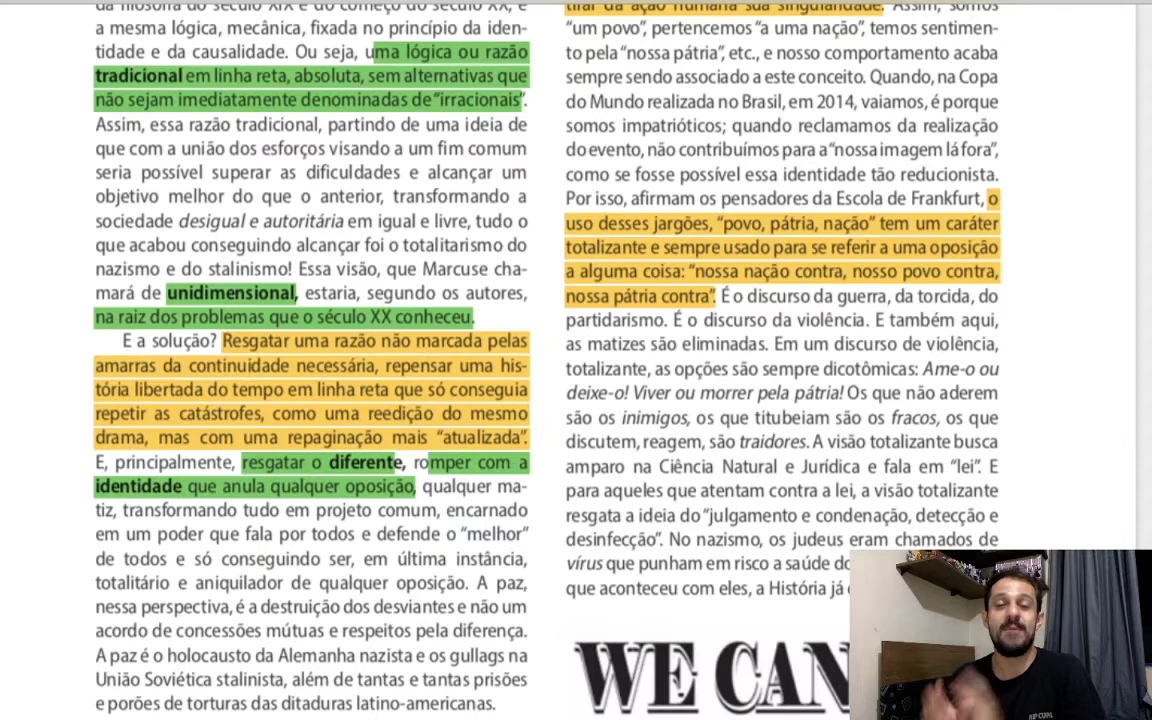 da filosofia do século XIX e do começo do século XX, é
a mesma lógica, mecânica, fixada no princípio da iden-
tidade e da causalidade. Ou seja, uma lógica ou razão
tradicional em linha reta, absoluta, sem alternativas que
não sejam imediatamente denominadas de “irracionais”.
Assim, essa razão tradicional, partindo de uma ideia de
que com a união dos esforços visando a um fim comum
seria possível superar as dificuldades e alcançar um
objetivo melhor do que o anterior, transformando a
sociedade desigual e autoritária em igual e livre, tudo o
que acabou conseguindo alcançar foi o totalitarismo do
nazismo e do stalinismo! Essa visão, que Marcuse cha-
mará de unidimensional, estaria, segundo os autores,
na raiz dos problemas que o século XX conheceu.
E a solução? Resgatar uma razão não marcada pelas
amarras da continuidade necessária, repensar uma his-
tória libertada do tempo em linha reta que só conseguia
repetir as catástrofes, como uma reedição do mesmo
drama, mas com uma repaginação mais “atualizada”.
E, principalmente, resgatar o diferente, romper com a
identidade que anula qualquer oposição, qualquer ma-
tiz, transformando tudo em projeto comum, encarnado
em um poder que fala por todos e defende o “melhor”
de todos e só conseguindo ser, em última instância,
totalitário e aniquilador de qualquer oposição. A paz,
nessa perspectiva, é a destruição dos desviantes e não um
acordo de concessões mútuas e respeitos pela diferença.
A paz é o holocausto da Alemanha nazista e os gullags na
União Soviética stalinista, além de tantas e tantas prisões
e porões de torturas das ditaduras latino-americanas.
tirar da ação humana sua singularidade. Assim, somos
“um povo”, pertencemos “a uma nação”, temos sentimen-
to pela “nossa pátria”, etc., e nosso comportamento acaba
sempre sendo associado a este conceito. Quando, na Copa
do Mundo realizada no Brasil, em 2014, vaiamos, é porque
somos impatrióticos; quando reclamamos da realização
do evento, não contribuímos para a “nossa imagem lá fora”,
como se fosse possível essa identidade tão reducionista.
Por isso, afirmam os pensadores da Escola de Frankfurt, o
uso desses jargões, “povo, pátria, nação” tem um caráter
totalizante e sempre usado para se referir a uma oposição
a alguma coisa: “nossa nação contra, nosso povo contra,
nossa pátria contra”. É o discurso da guerra, da torcida, do
partidarismo. É o discurso da violência. E também aqui,
as matizes são eliminadas. Em um discurso de violência,
totalizante, as opções são sempre dicotômicas: Ame-o ou
deixe-o! Viver ou morrer pela pátria! Os que não aderem
são os inimigos, os que titubeiam são os fracos, os que
discutem, reagem, são traidores. A visão totalizante busca
amparo na Ciência Natural e Jurídica e fala em “lei”. E
para aqueles que atentam contra a lei, a visão totalizante
resgata a ideia do “julgamento e condenação, detecção e
desinfecção”. No nazismo, os judeus eram chamados de
vírus que punham em risco a saúde do
que aconteceu com eles, a História já
WE CAN
RIP CURL